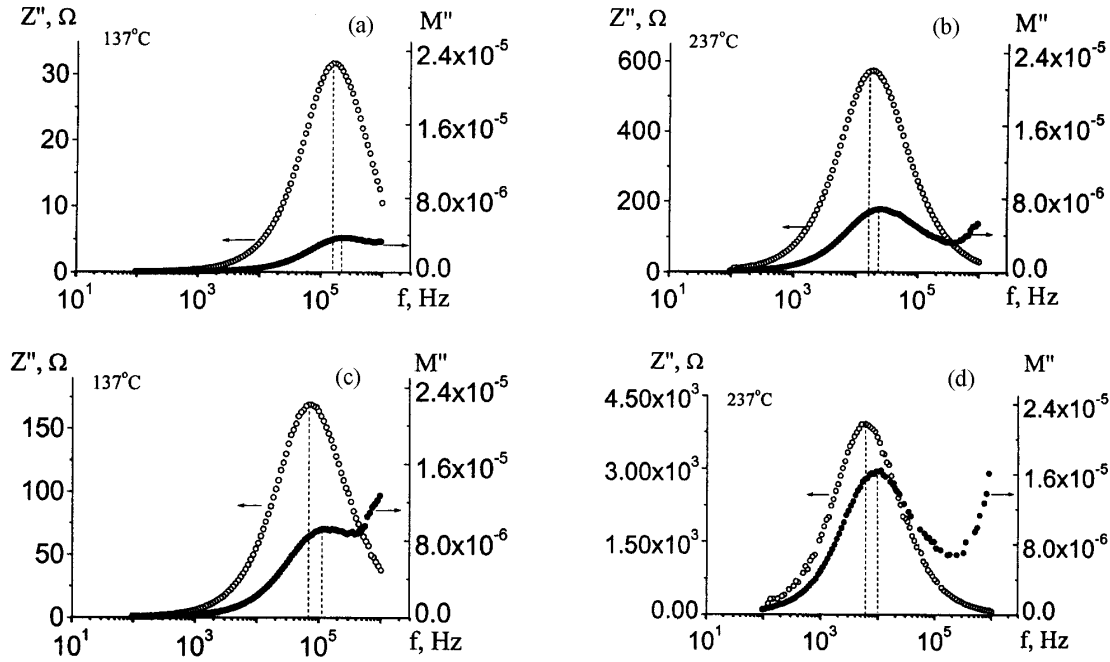 Z", Ω
137°C
(a)
M"
30
20
10
0
2.4x10⁻⁵
1.6x10⁻⁵
8.0x10⁻⁶
0.0
10¹
10³
10⁵
f, Hz
Z", Ω
237°C
(b)
M"
600
400
200
0
2.4x10⁻⁵
1.6x10⁻⁵
8.0x10⁻⁶
0.0
10¹
10³
10⁵
f, Hz
Z", Ω
137°C
(c)
M"
150
100
50
0
2.4x10⁻⁵
1.6x10⁻⁵
8.0x10⁻⁶
0.0
10¹
10³
10⁵
f, Hz
Z", Ω
237°C
(d)
M"
4.50x10³
3.00x10³
1.50x10³
0.00
2.4x10⁻⁵
1.6x10⁻⁵
8.0x10⁻⁶
0.0
10¹
10³
10⁵
f, Hz